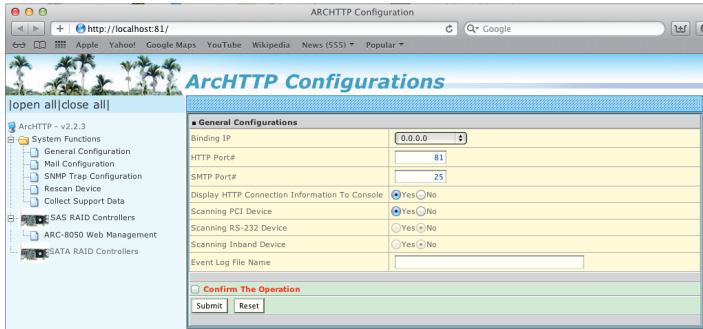 ARCHTTP Configuration
http://localhost:81/
Google
Apple Yahoo! Google Maps YouTube Wikipedia News (555) Popular
ArcHTTP Configurations
|open all|close all|
ArcHTTP - v2.2.3
System Functions
General Configuration
Mail Configuration
SNMP Trap Configuration
Rescan Device
Collect Support Data
SAS RAID Controllers
ARC-8050 Web Management
SATA RAID Controllers
General Configurations
Binding IP 0.0.0.0
HTTP Port# 81
SMTP Port# 25
Display HTTP Connection Information To Console Yes No
Scanning PCI Device Yes No
Scanning RS-232 Device Yes No
Scanning Inband Device Yes No
Event Log File Name
Confirm The Operation
Submit Reset